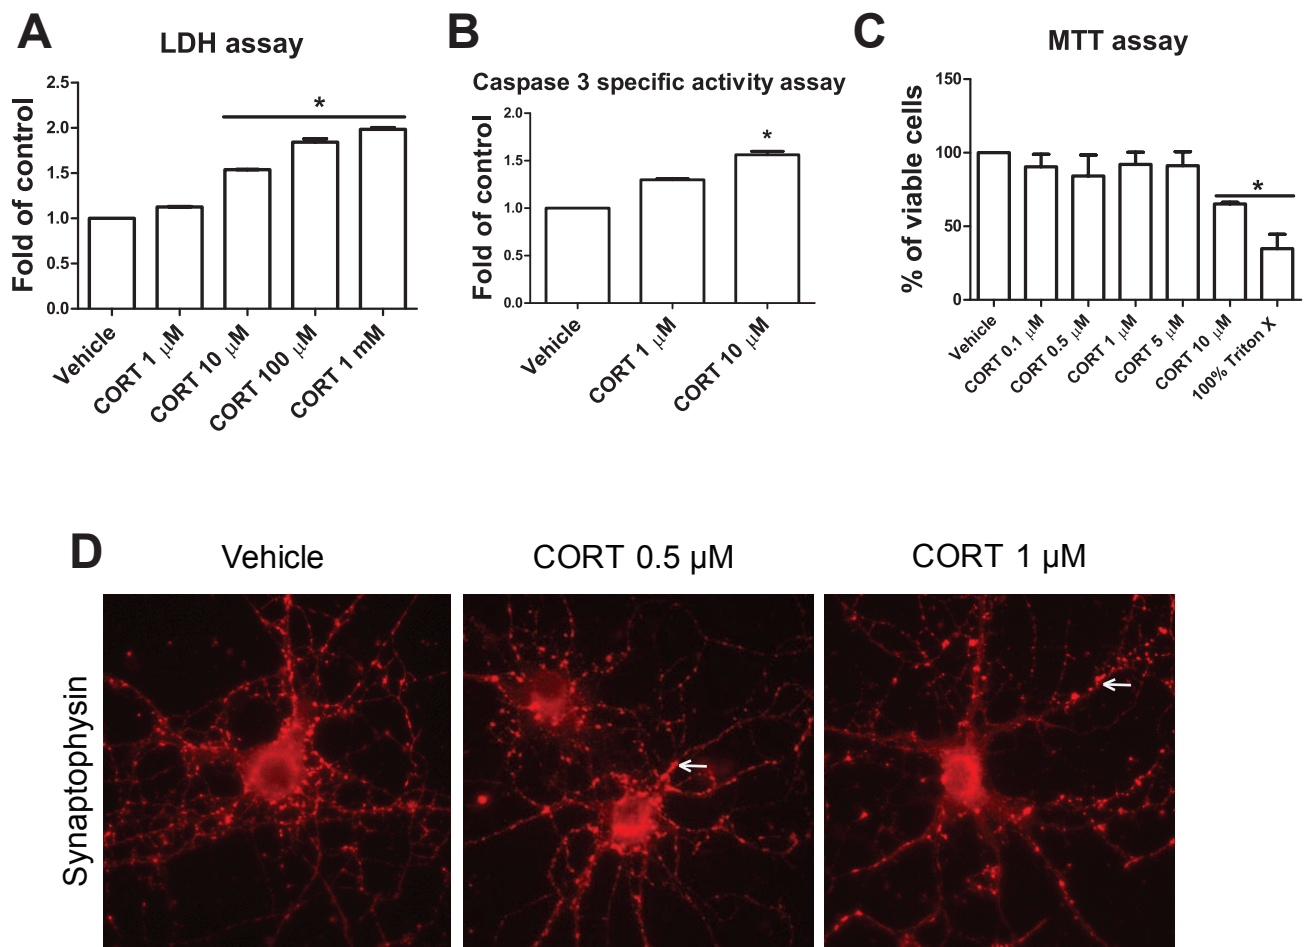 A
LDH assay
Fold of control
2.5
2.0
1.5
1.0
0.5
0.0
*
Vehicle
CORT 1 μM
CORT 10 μM
CORT 100 μM
CORT 1 mM
B
Caspase 3 specific activity assay
Fold of control
2.0
1.5
1.0
0.5
0.0
*
Vehicle
CORT 1 μM
CORT 10 μM
C
MTT assay
% of viable cells
150
100
50
0
*
Vehicle
CORT 0.1 μM
CORT 0.5 μM
CORT 1 μM
CORT 5 μM
CORT 10 μM
100% Triton X
D
Vehicle
CORT 0.5 μM
CORT 1 μM
Synaptophysin